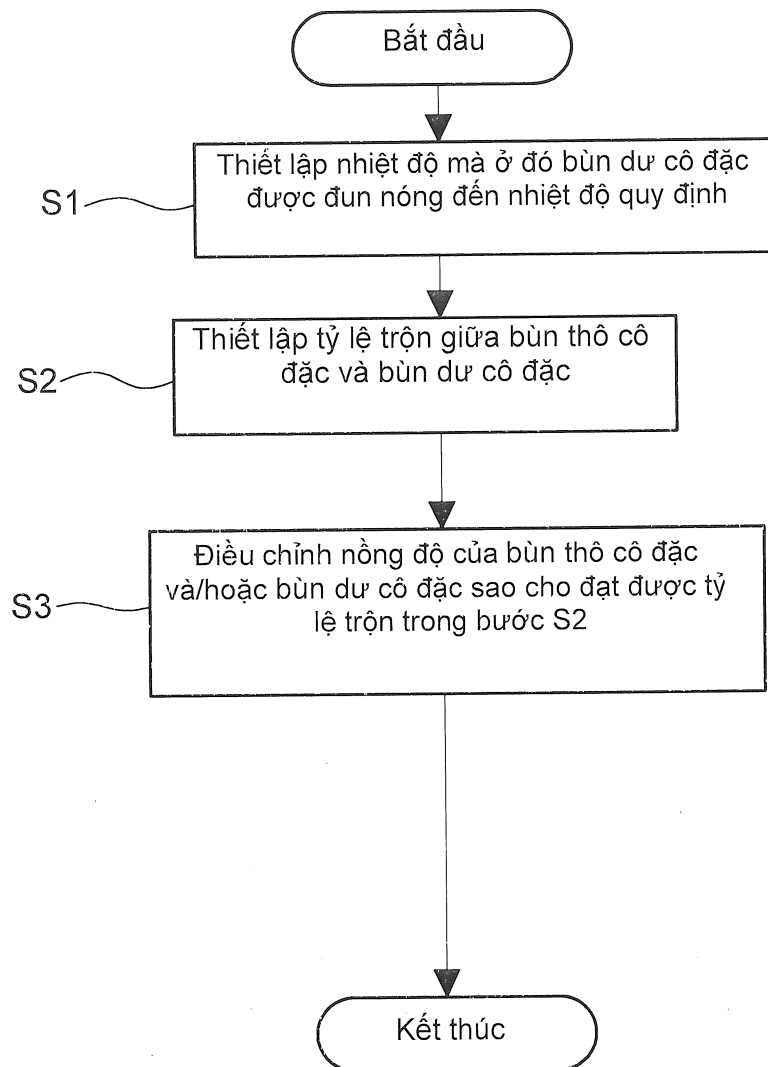 Bắt đầu
S1
Thiết lập nhiệt độ mà ở đó bùn dư cô đặc
được đun nóng đến nhiệt độ quy định
S2
Thiết lập tỷ lệ trộn giữa bùn thô cô
đặc và bùn dư cô đặc
S3
Điều chỉnh nồng độ của bùn thô cô đặc
và/hoặc bùn dư cô đặc sao cho đạt được tỷ
lệ trộn trong bước S2
Kết thúc